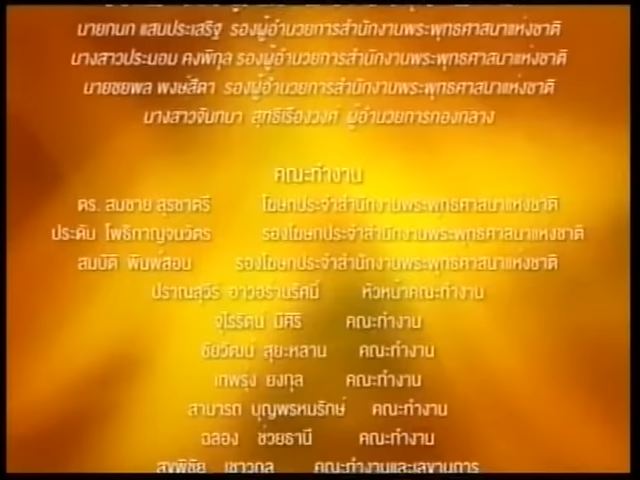 นายกนก แสนประเสริฐ รองผู้อำนวยการสำนักงานพระพุทธศาสนาแห่งชาติ
นางสาวประนอม คงพิกุล รองผู้อำนวยการสำนักงานพระพุทธศาสนาแห่งชาติ
นายชยพล พงษ์สีดา รองผู้อำนวยการสำนักงานพระพุทธศาสนาแห่งชาติ
นางสาวจันทบา สุทธิเรืองวงศ์ ผู้อำนวยการกองกลาง
คณะทำงาน
ดร. สมชาย สุรชาตรี โฆษกประจำสำนักงานพระพุทธศาสนาแห่งชาติ
ประดับ โพธิกาญจนวัตร รองโฆษกประจำสำนักงานพระพุทธศาสนาแห่งชาติ
สมบัติ พิมพ์สอน รองโฆษกประจำสำนักงานพระพุทธศาสนาแห่งชาติ
ปราณสุวีร อาวอร่ามรัศมิ์ หัวหน้าคณะทำงาน
จุไรรัตน์ มีศิริ คณะทำงาน
ชัยวัฒน สุยะหลาน คณะทำงาน
เทพรุง ยงกุล คณะทำงาน
สามารถ บุญพรหมรักษ์ คณะทำงาน
ฉลอง ช่วยธานี คณะทำงาน
คณะทำงานและเลขานุการ